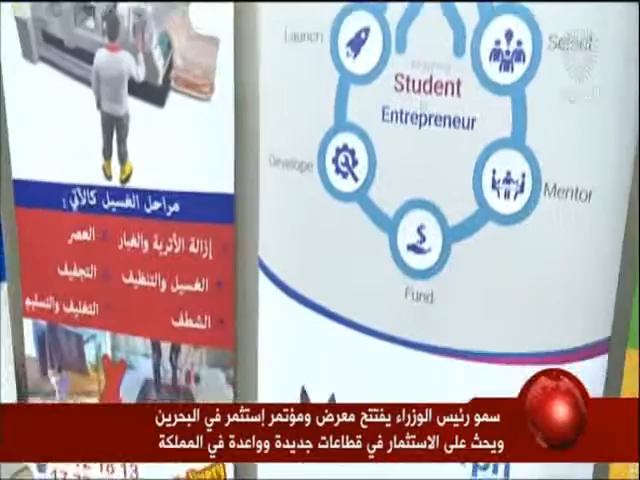 Launch
Select
Student
Entrepreneur
Develope
Mentor
Fund
مراحل الغسيل كالآتي:
إزالة الأتربة والغبار
العصر
الغسيل والتنظيف
التجفيف
الشطف
التغليف والتسليم
سمو رئيس الوزراء يفتتح معرض ومؤتمر إستثمر في البحرين
ويحث على الاستثمار في قطاعات جديدة وواعدة في المملكة